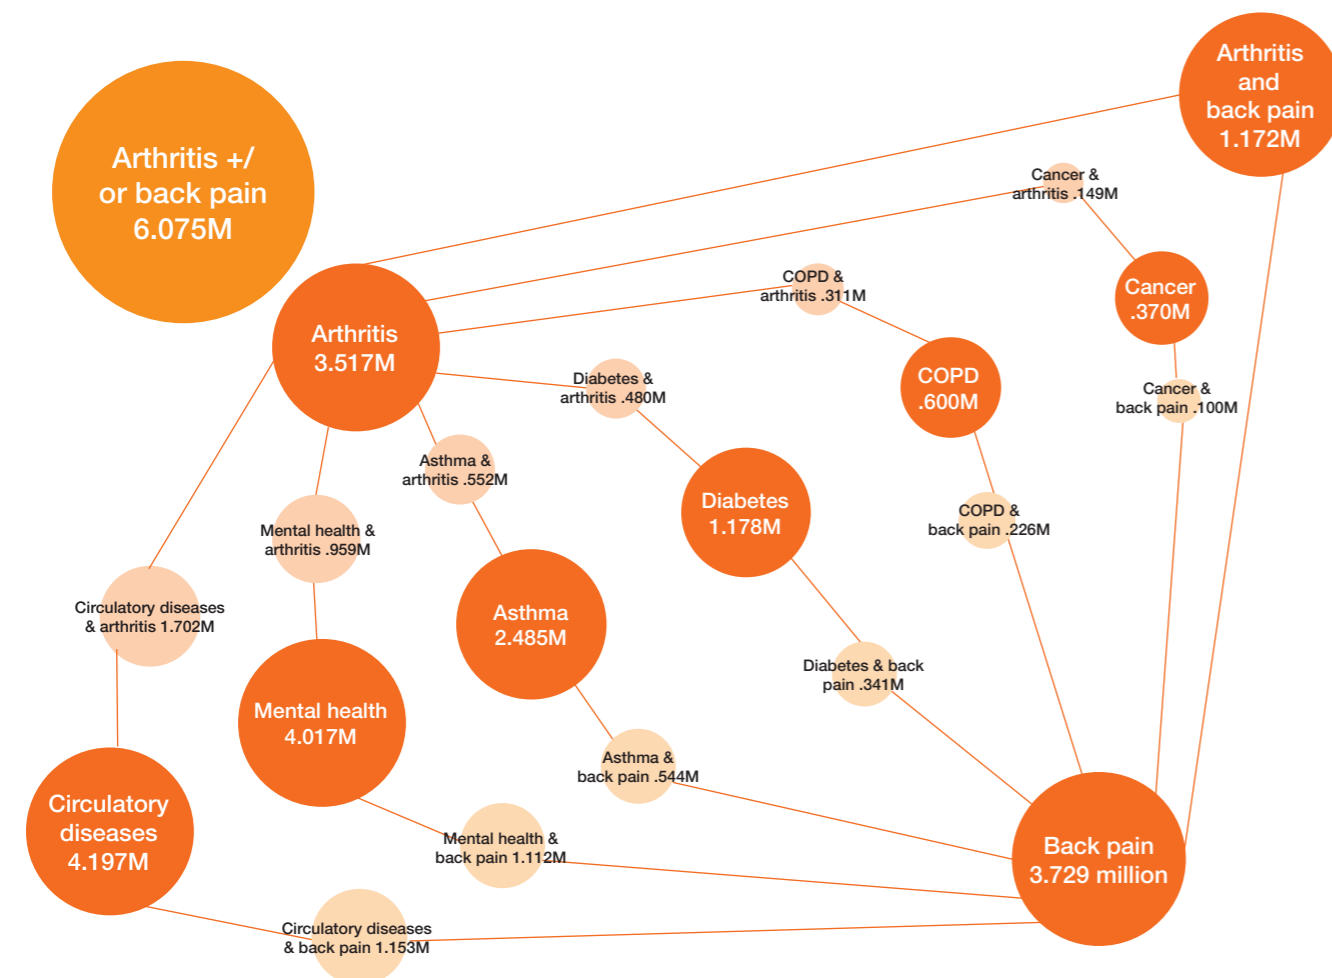 Arthritis
and
back pain
1.172M
Arthritis +/
or back pain
6.075M
Cancer &
arthritis .149M
COPD &
arthritis .311M
Cancer
.370M
Arthritis
3.517M
Diabetes &
arthritis .480M
COPD
.600M
Cancer &
back pain .100M
Asthma &
arthritis .552M
Diabetes
1.178M
COPD &
back pain .226M
Mental health &
arthritis .959M
Circulatory diseases
& arthritis 1.702M
Asthma
2.485M
Diabetes & back
pain .341M
Mental health
4.017M
Asthma &
back pain .544M
Circulatory
diseases
4.197M
Mental health &
back pain 1.112M
Back pain
3.729 million
Circulatory diseases
& back pain 1.153M